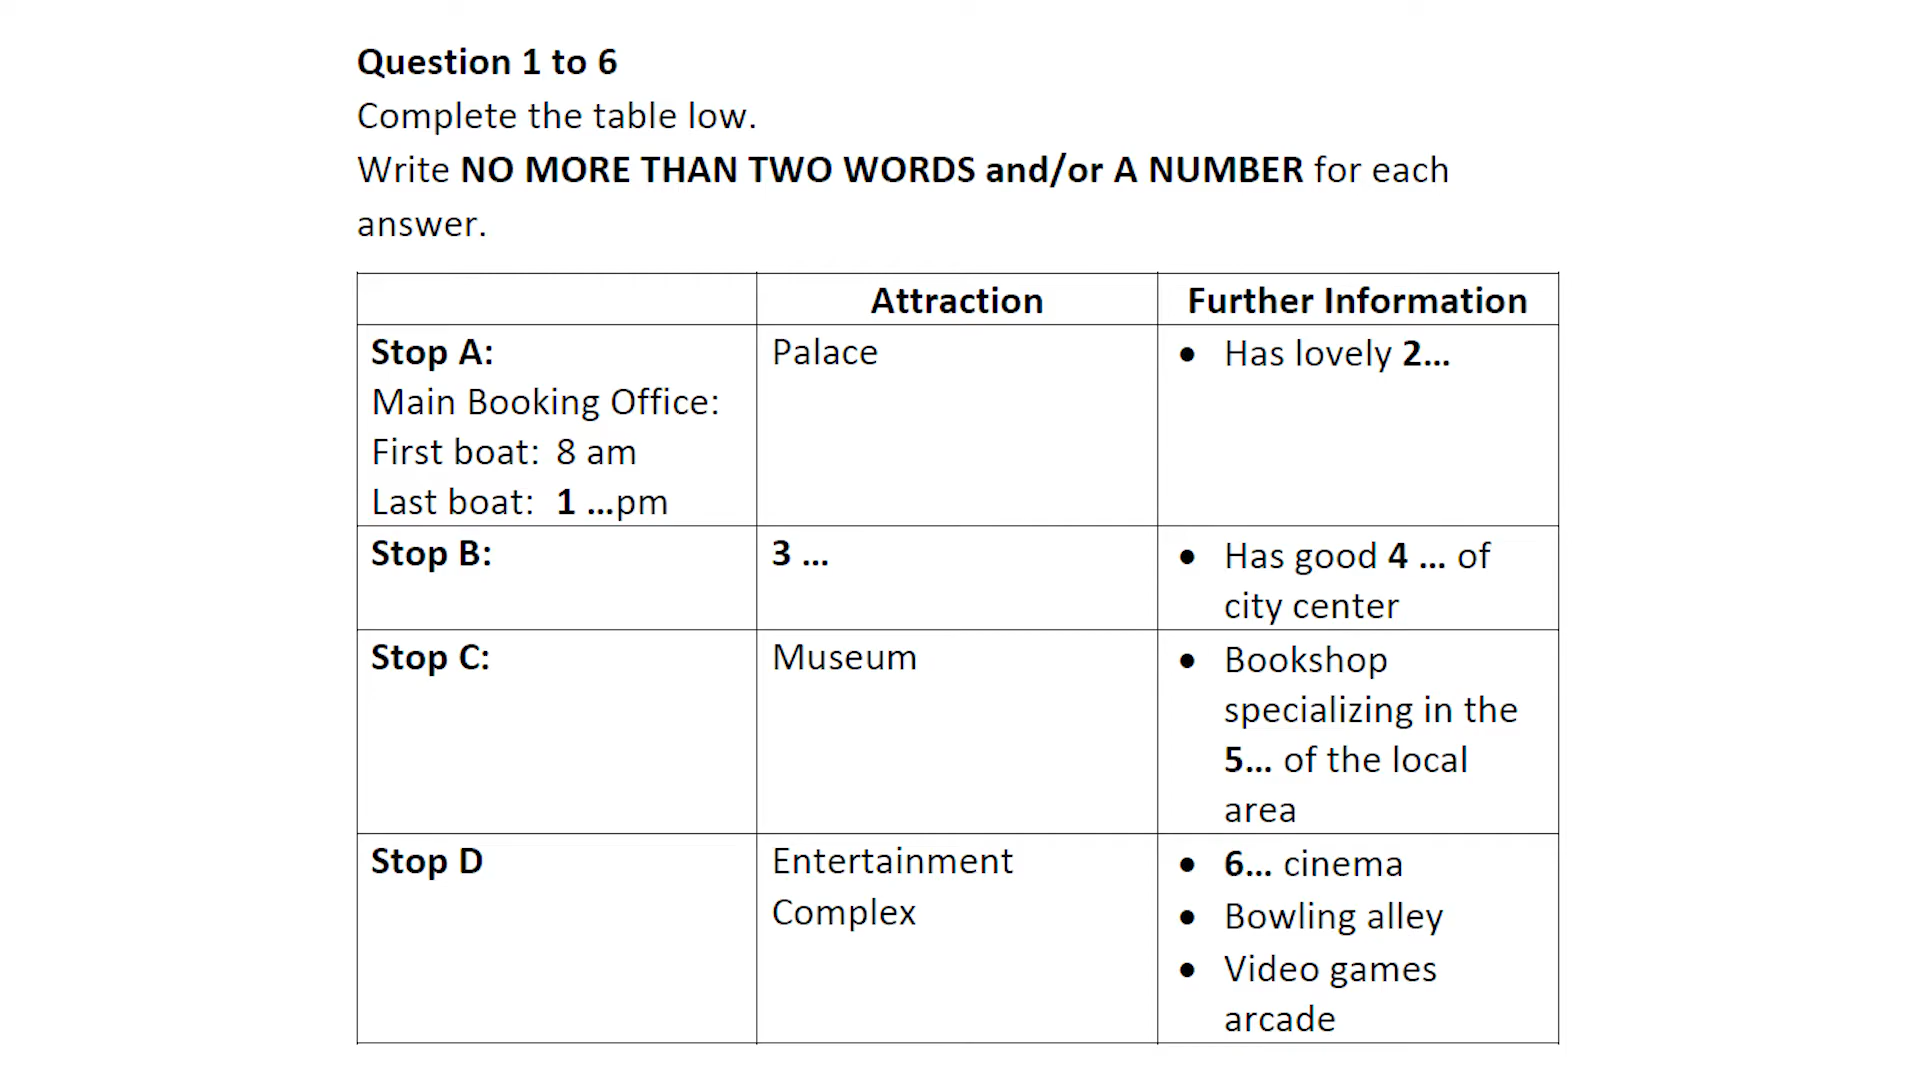 Question 1 to 6
Complete the table low.
Write NO MORE THAN TWO WORDS and/or A NUMBER for each
answer.
Attraction
Further Information
Stop A:
Main Booking Office:
First boat: 8 am
Last boat: 1 ...pm
Palace
• Has lovely 2...
Stop B:
3 ...
• Has good 4 ... of
city center
Stop C:
Museum
• Bookshop
specializing in the
5... of the local
area
Stop D
Entertainment
Complex
• 6... cinema
• Bowling alley
• Video games
arcade